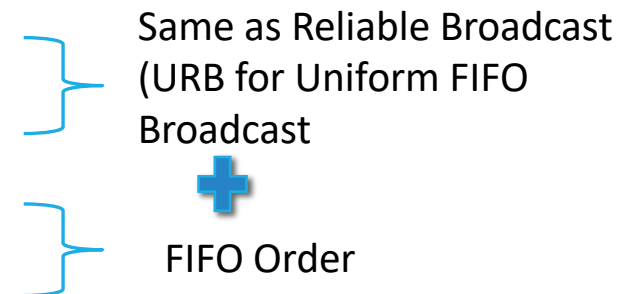 Same as Reliable Broadcast
(URB for Uniform FIFO
Broadcast
FIFO Order